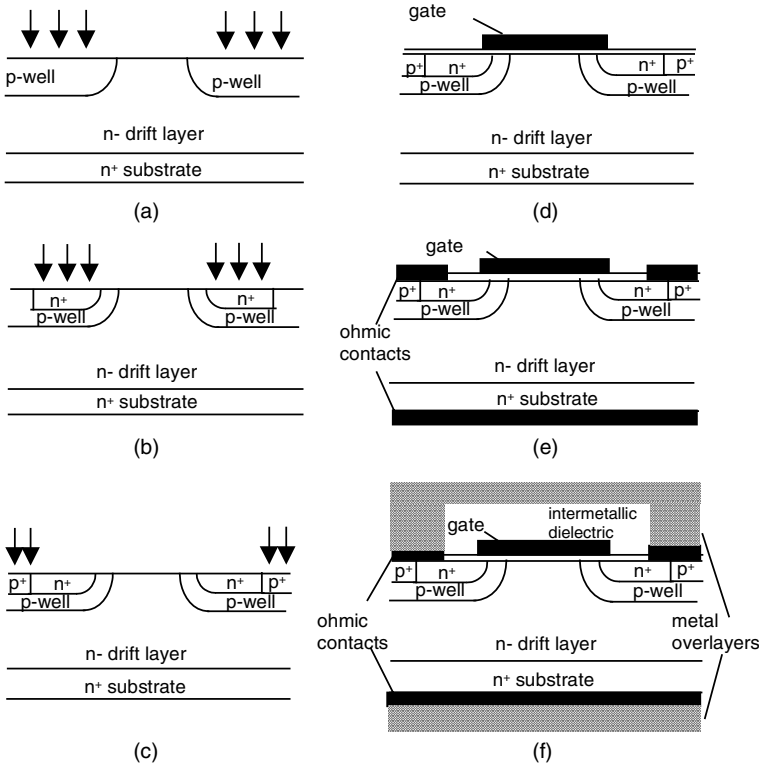 p-well
p-well
n- drift layer
n⁺ substrate
(a)
n⁺
n⁺
p-well
p-well
n- drift layer
n⁺ substrate
(b)
p⁺
n⁺
n⁺
p⁺
p-well
p-well
n- drift layer
n⁺ substrate
(c)
gate
p⁺
n⁺
n⁺
p⁺
p-well
p-well
n- drift layer
n⁺ substrate
(d)
gate
p⁺
n⁺
n⁺
p⁺
p-well
p-well
ohmic
contacts
n- drift layer
n⁺ substrate
(e)
intermetallic
dielectric
gate
p⁺
n⁺
n⁺
p⁺
p-well
p-well
ohmic
contacts
metal
overlayers
n- drift layer
n⁺ substrate
(f)